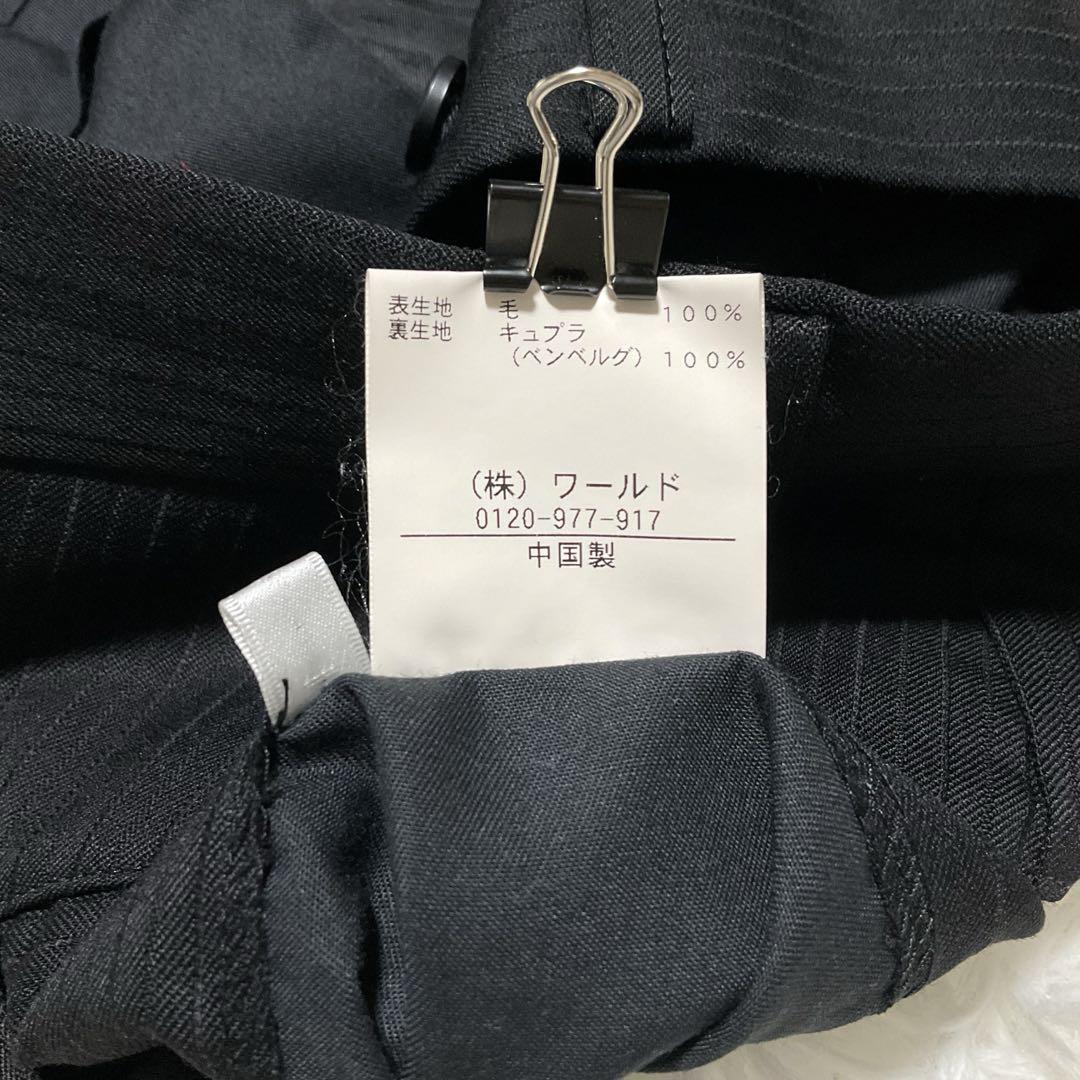 表生地 毛 100%
裏生地 キュプラ
(ベンベルグ) 100%
(株) ワールド
0120-977-917
中国製